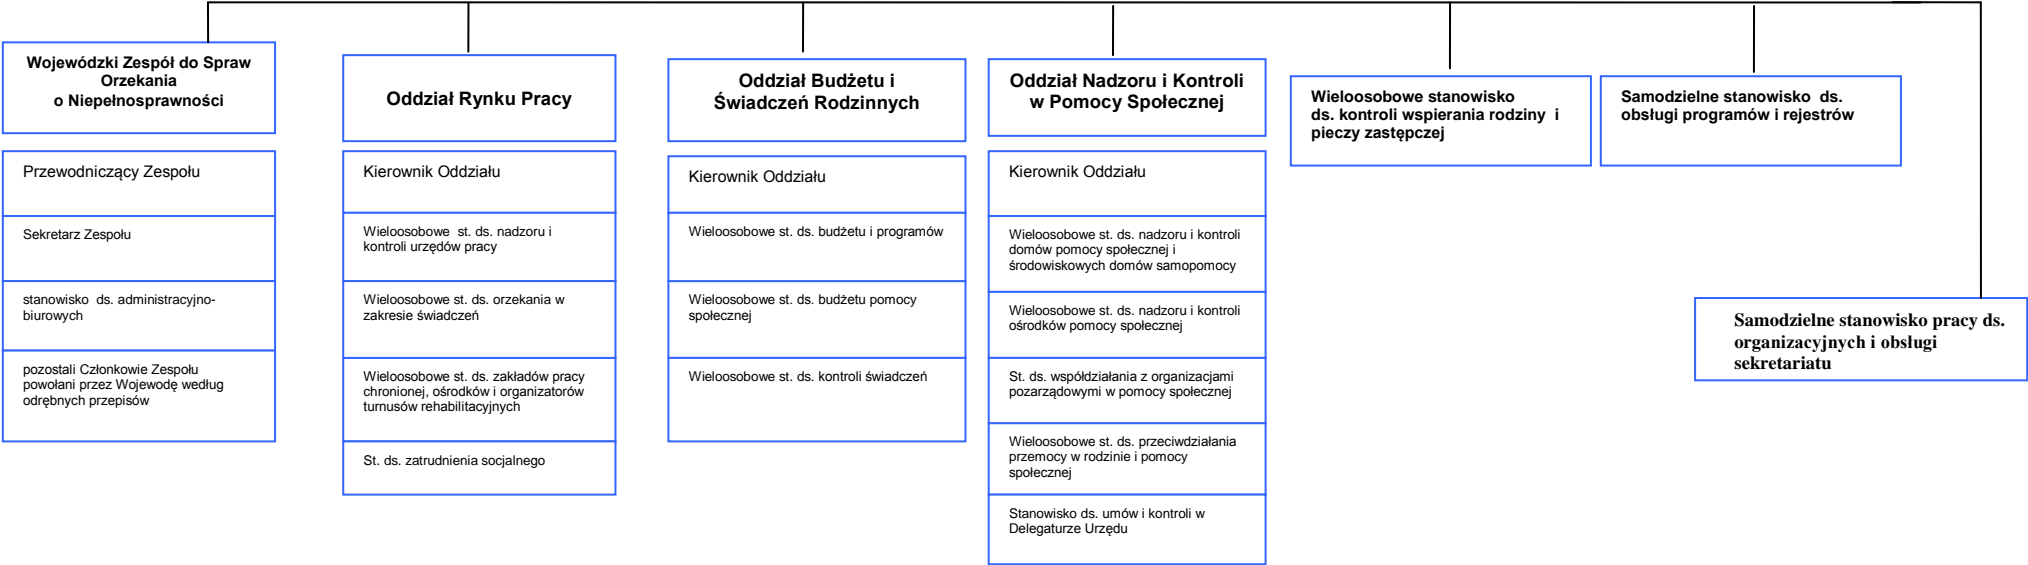 Wojewódzki Zespół do Spraw
Orzekania
o Niepełnosprawności
Przewodniczący Zespołu
Sekretarz Zespołu
stanowisko ds. administracyjno-
biurowych
pozostali Członkowie Zespołu
powołani przez Wojewodę według
odrębnych przepisów
Oddział Rynku Pracy
Kierownik Oddziału
Wieloosobowe st. ds. nadzoru i
kontroli urzędów pracy
Wieloosobowe st. ds. orzekania w
zakresie świadczeń
Wieloosobowe st. ds. zakładów pracy
chronionej, ośrodków i organizatorów
turnusów rehabilitacyjnych
St. ds. zatrudnienia socjalnego
Oddział Budżetu i
Świadczeń Rodzinnych
Kierownik Oddziału
Wieloosobowe st. ds. budżetu i programów
Wieloosobowe st. ds. budżetu pomocy
społecznej
Wieloosobowe st. ds. kontroli świadczeń
Oddział Nadzoru i Kontroli
w Pomocy Społecznej
Kierownik Oddziału
Wieloosobowe st. ds. nadzoru i kontroli
domów pomocy społecznej i
środowiskowych domów samopomocy
Wieloosobowe st. ds. nadzoru i kontroli
ośrodków pomocy społecznej
St. ds. współdziałania z organizacjami
pozarządowymi w pomocy społecznej
Wieloosobowe st. ds. przeciwdziałania
przemocy w rodzinie i pomocy
społecznej
Stanowisko ds. umów i kontroli w
Delegaturze Urzędu
Wieloosobowe stanowisko
ds. kontroli wspierania rodziny i
pieczy zastępczej
Samodzielne stanowisko ds.
obsługi programów i rejestrów
Samodzielne stanowisko pracy ds.
organizacyjnych i obsługi
sekretariatu